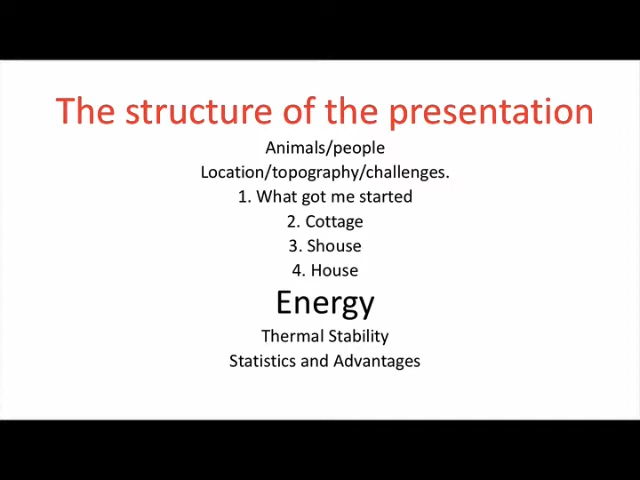 The structure of the presentation
Animals/people
Location/topography/challenges.
1. What got me started
2. Cottage
3. Shouse
4. House
Energy
Thermal Stability
Statistics and Advantages